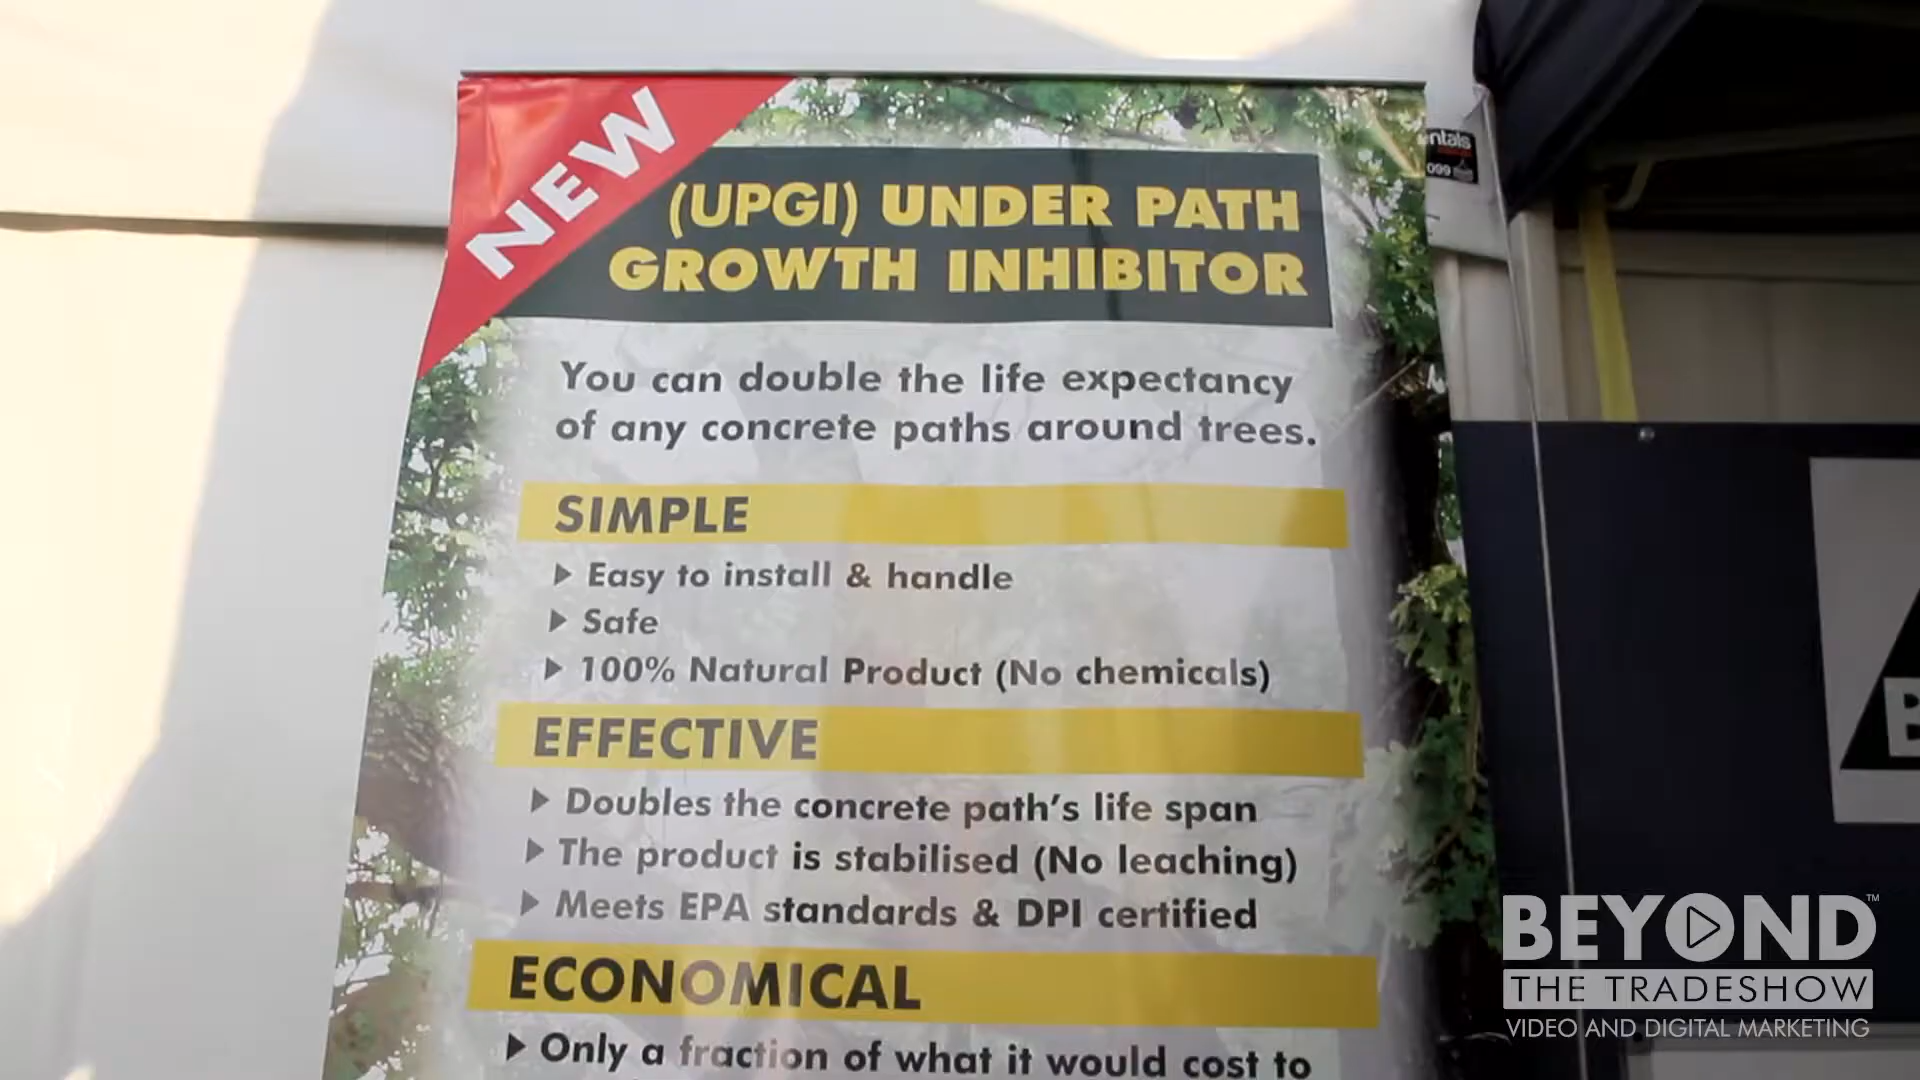 NEW
(UPGI) UNDER PATH
GROWTH INHIBITOR
You can double the life expectancy
of any concrete paths around trees.
SIMPLE
Easy to install & handle
Safe
100% Natural Product (No chemicals)
EFFECTIVE
Doubles the concrete path's life span
The product is stabilised (No leaching)
Meets EPA standards & DPI certified
ECONOMICAL
Only a fraction of what it would cost to
099
BEYOND™
THE TRADESHOW
VIDEO AND DIGITAL MARKETING